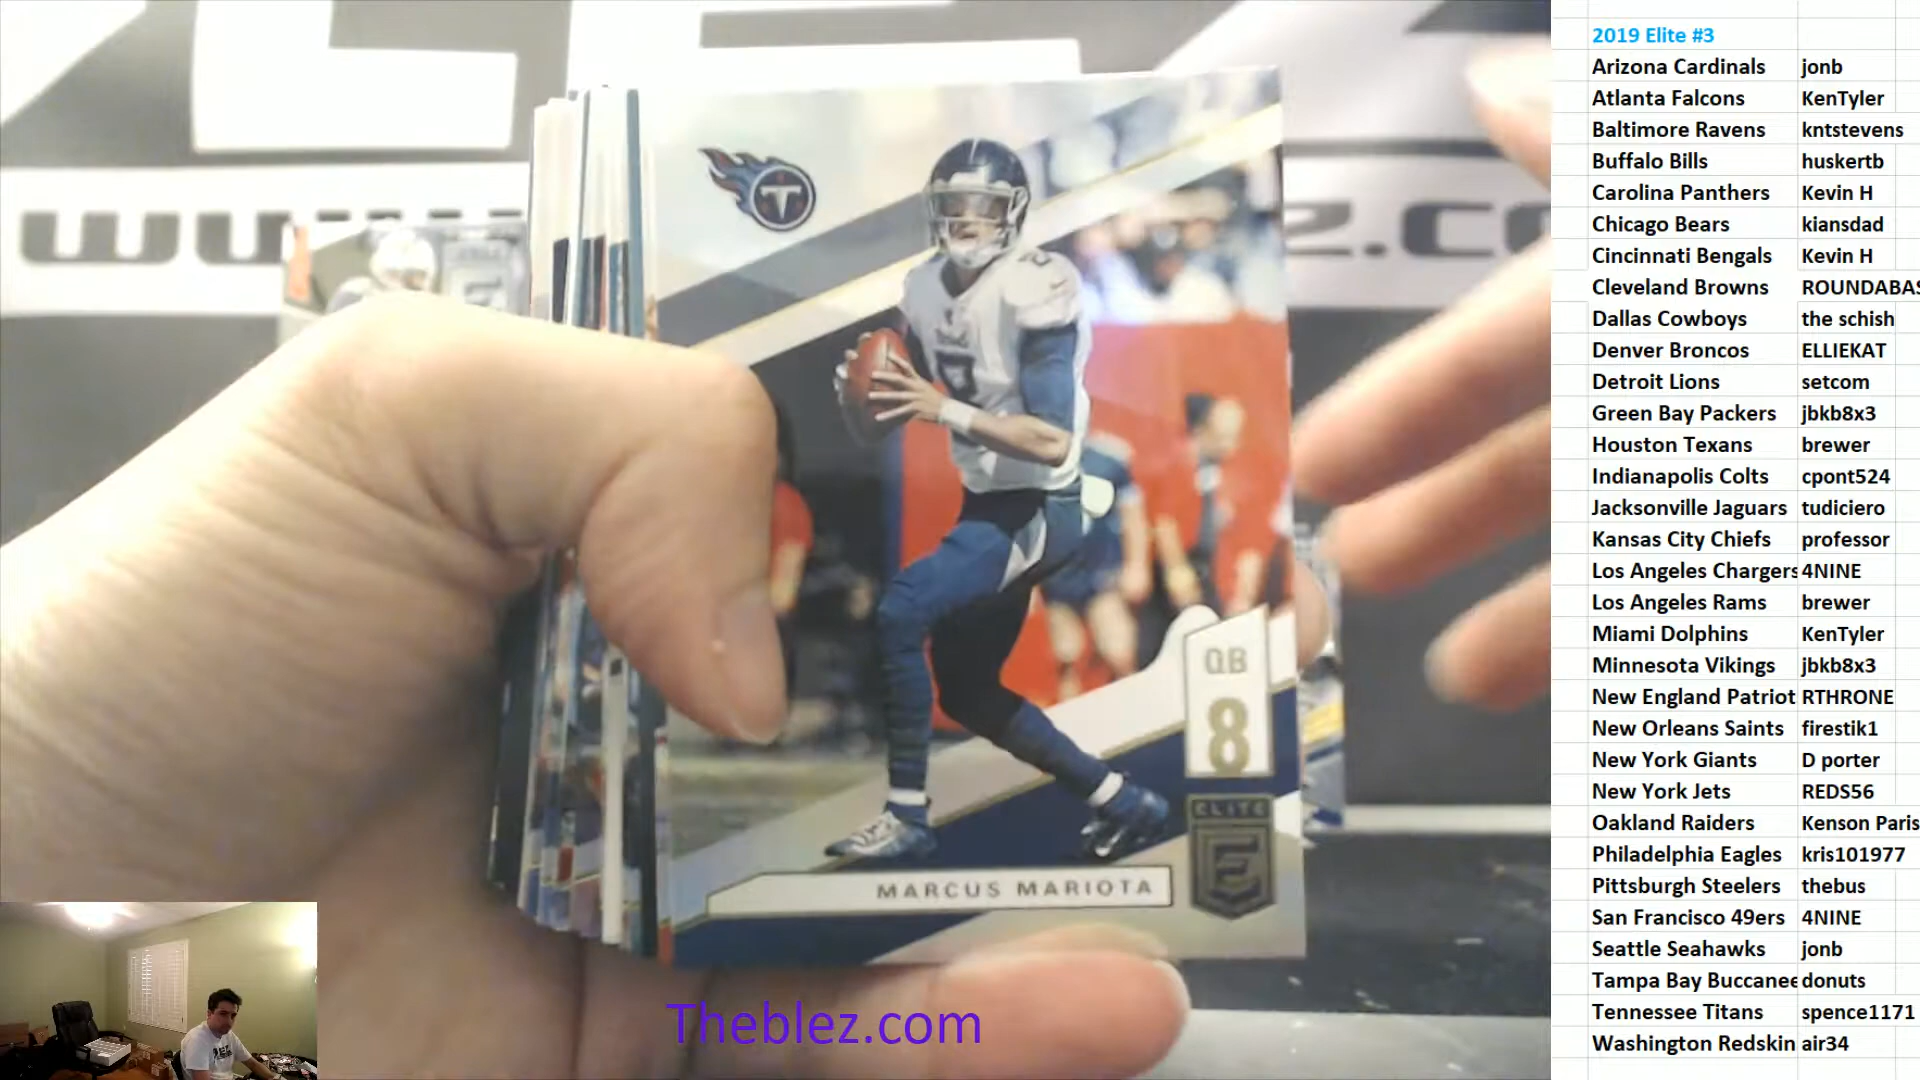 2019 Elite #3
Arizona Cardinals jonb
Atlanta Falcons KenTyler
Baltimore Ravens kntstevens
Buffalo Bills huskertb
Carolina Panthers Kevin H
Chicago Bears kiansdad
Cincinnati Bengals Kevin H
Cleveland Browns ROUNDABAS
Dallas Cowboys the schish
Denver Broncos ELLIEKAT
Detroit Lions setcom
Green Bay Packers jbkb8x3
Houston Texans brewer
Indianapolis Colts cpont524
Jacksonville Jaguars tudiciero
Kansas City Chiefs professor
Los Angeles Chargers 4NINE
Los Angeles Rams brewer
Miami Dolphins KenTyler
Minnesota Vikings jbkb8x3
New England Patriot RTHRONE
New Orleans Saints firestik1
New York Giants D porter
New York Jets REDS56
Oakland Raiders Kenson Paris
Philadelphia Eagles kris101977
Pittsburgh Steelers thebus
San Francisco 49ers 4NINE
Seattle Seahawks jonb
Tampa Bay Buccanee donuts
Tennessee Titans spence1171
Washington Redskin air34
T
QB
8
ELITE
E
MARCUS MARIOTA
Theblez.com